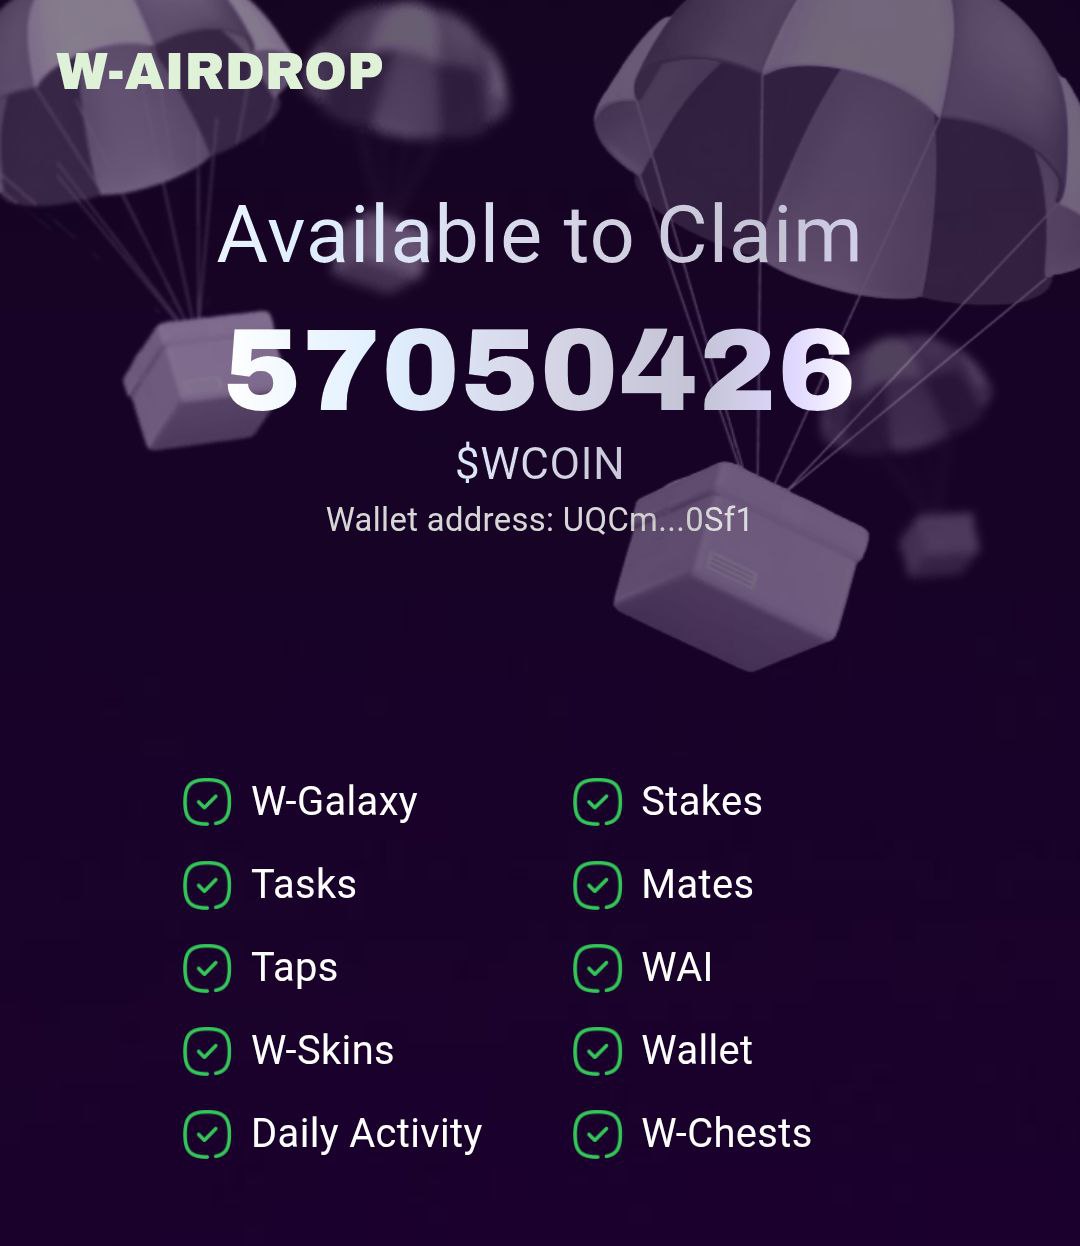 W-AIRDROP
Available to Claim
57050426
$WCOIN
Wallet address: UQCm...0Sf1
W-Galaxy
Stakes
Tasks
Mates
Taps
WAI
W-Skins
Wallet
Daily Activity
W-Chests